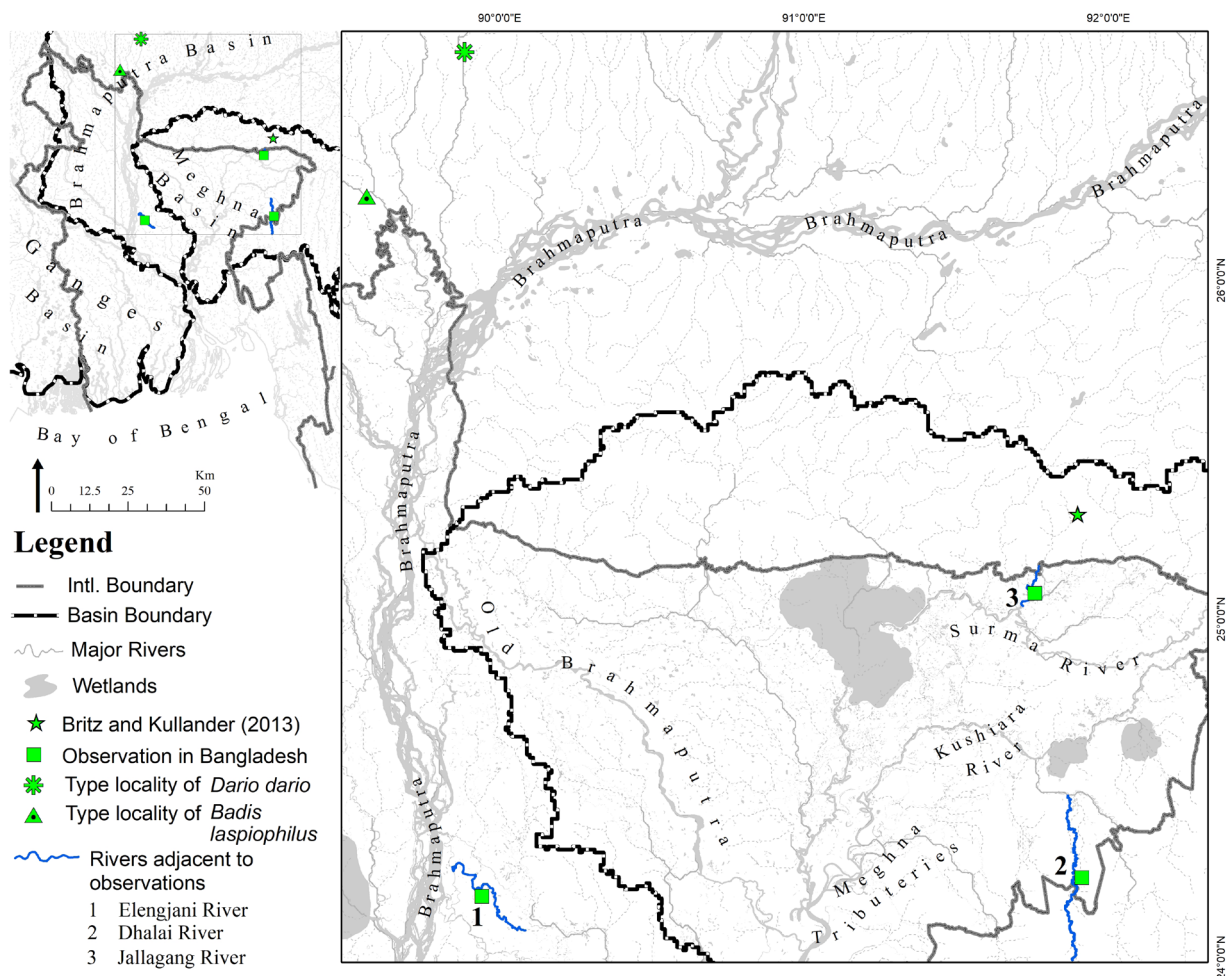 90°0'0"E
91°0'0"E
92°0'0"E
Brahmaputra Basin
Meghna
Basin
Ganges
Basin
Bay of Bengal
Km
0 12.5 25 50
Legend
Intl. Boundary
Basin Boundary
Major Rivers
Wetlands
Britz and Kullander (2013)
Observation in Bangladesh
Type locality of Dario dario
Type locality of Badis
laspiophilus
Rivers adjacent to
observations
1 Elengjani River
2 Dhalai River
3 Jallagang River
Brahmaputra
Brahmaputra
Brahmaputra
26°0'0"N
Brahmaputra
3
25°0'0"N
Surma River
Old Brahmaputra
Kushiara
River
Brahmaputra
Meghna
Tributeries
2
1
24°0'0"N